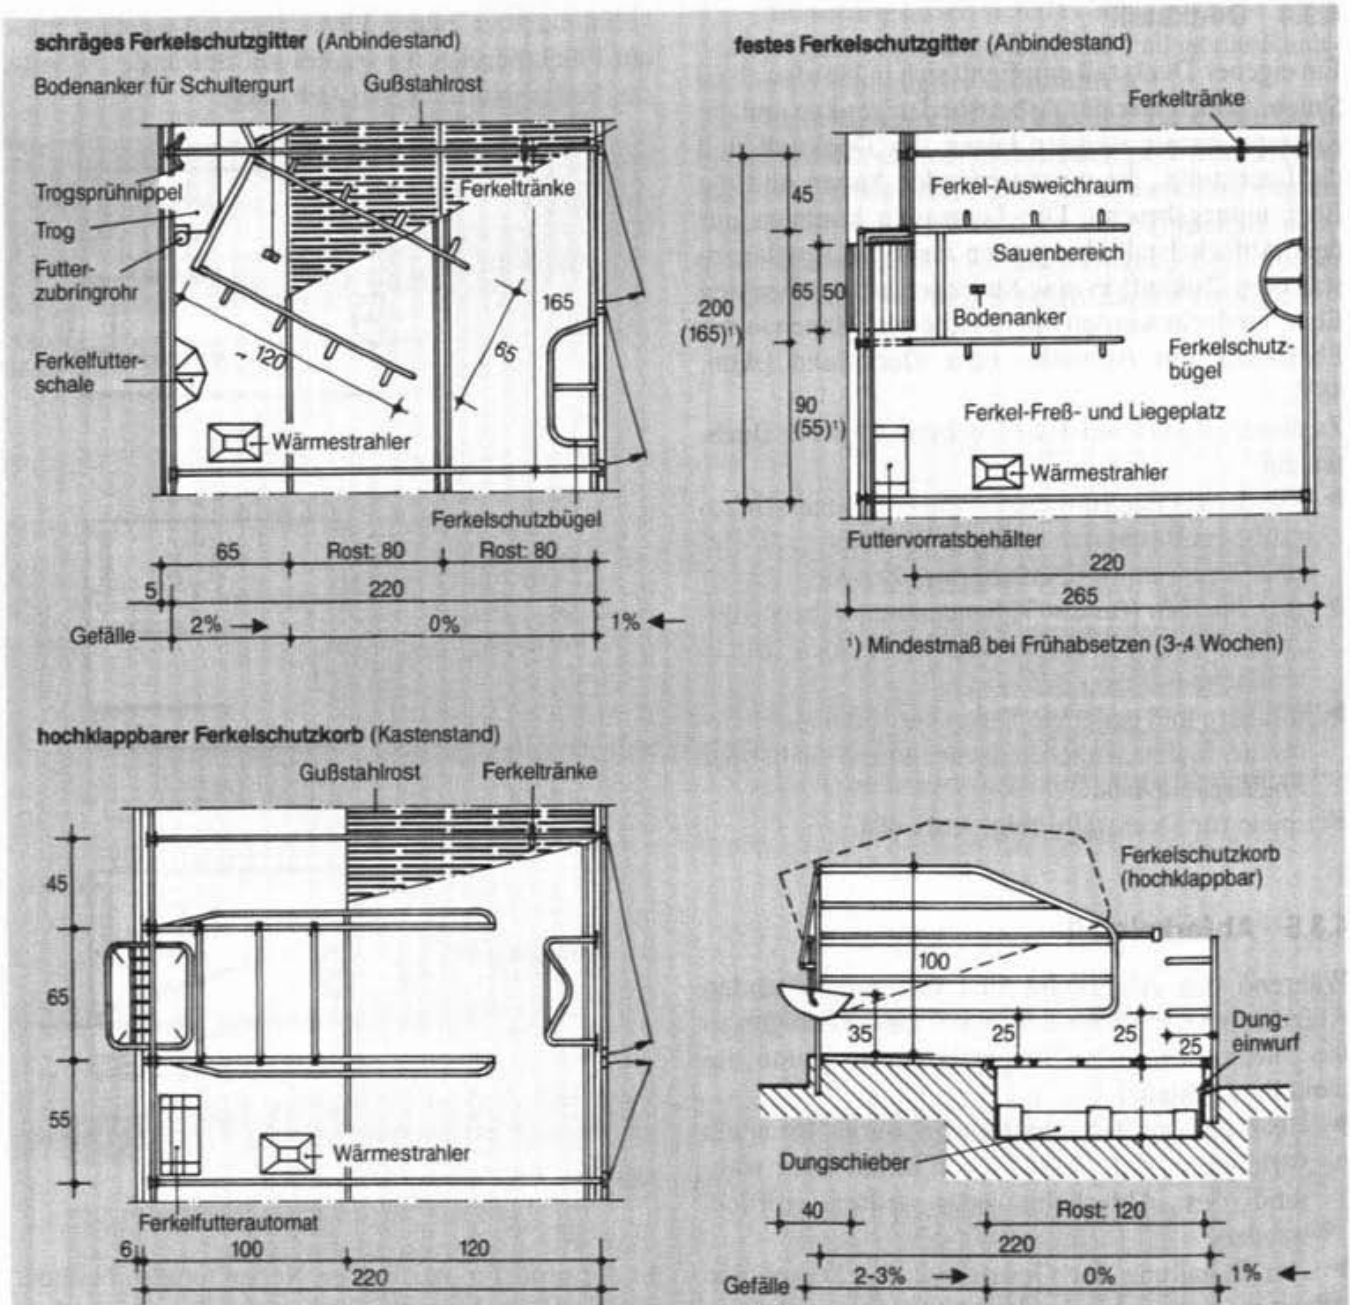 schräges Ferkelschutzgitter (Anbindestand)
Bodenanker für Schultergurt
Gußstahlrost
Trogsprühnippel
Trog
Futter-
zubringrohr
Ferkelfutter-
schale
Ferkeltränke
165
120
65
Wärmestrahler
Ferkelschutzbügel
65
Rost: 80
Rost: 80
5
220
Gefälle
2%
0%
1%
festes Ferkelschutzgitter (Anbindestand)
Ferkeltränke
45
Ferkel-Ausweichraum
Sauenbereich
200
(165)¹)
65
50
Bodenanker
Ferkelschutz-
bügel
90
(55)¹)
Ferkel-Freß- und Liegeplatz
Wärmestrahler
Futtervorratsbehälter
220
265
¹) Mindestmaß bei Frühabsetzen (3-4 Wochen)
hochklappbarer Ferkelschutzkorb (Kastenstand)
Gußstahlrost
Ferkeltränke
45
65
55
Wärmestrahler
Ferkelfutterautomat
6
100
120
220
Ferkelschutzkorb
(hochklappbar)
100
35
25
25
25
Dung-
einwurf
Dungschieber
40
Rost: 120
220
Gefälle
2-3%
0%
1%